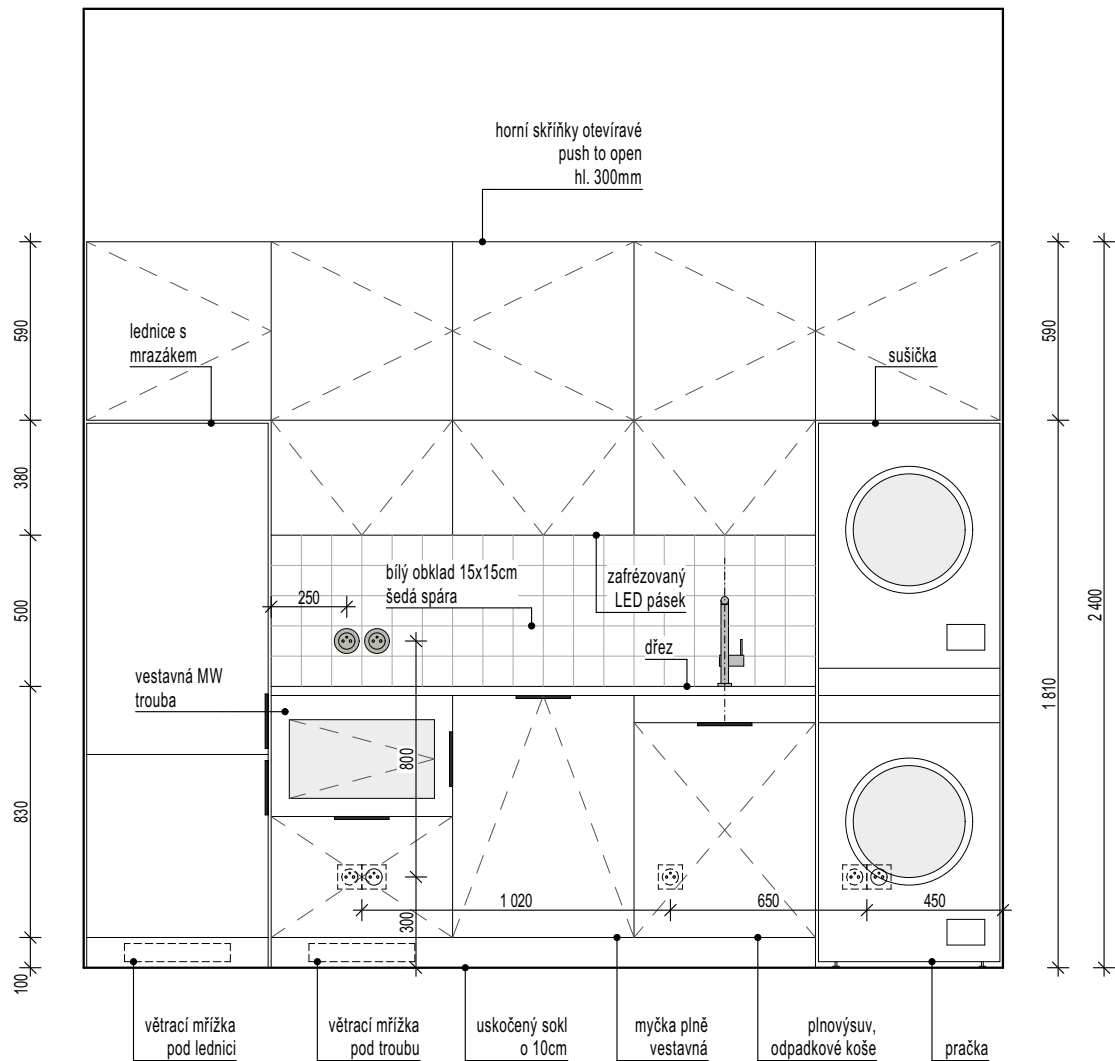 horní skříňky otevíravé
push to open
hl. 300mm
590
590
lednice s
mrazákem
sušička
380
bílý obklad 15x15cm
šedá spára
zafrézovaný
LED pásek
250
500
2 400
dřez
vestavná MW
trouba
1 810
800
830
1 020
650
450
300
100
větrací mřížka
pod lednici
větrací mřížka
pod troubu
uskočený sokl
o 10cm
myčka plně
vestavná
plnovýsuv,
odpadkové koše
pračka